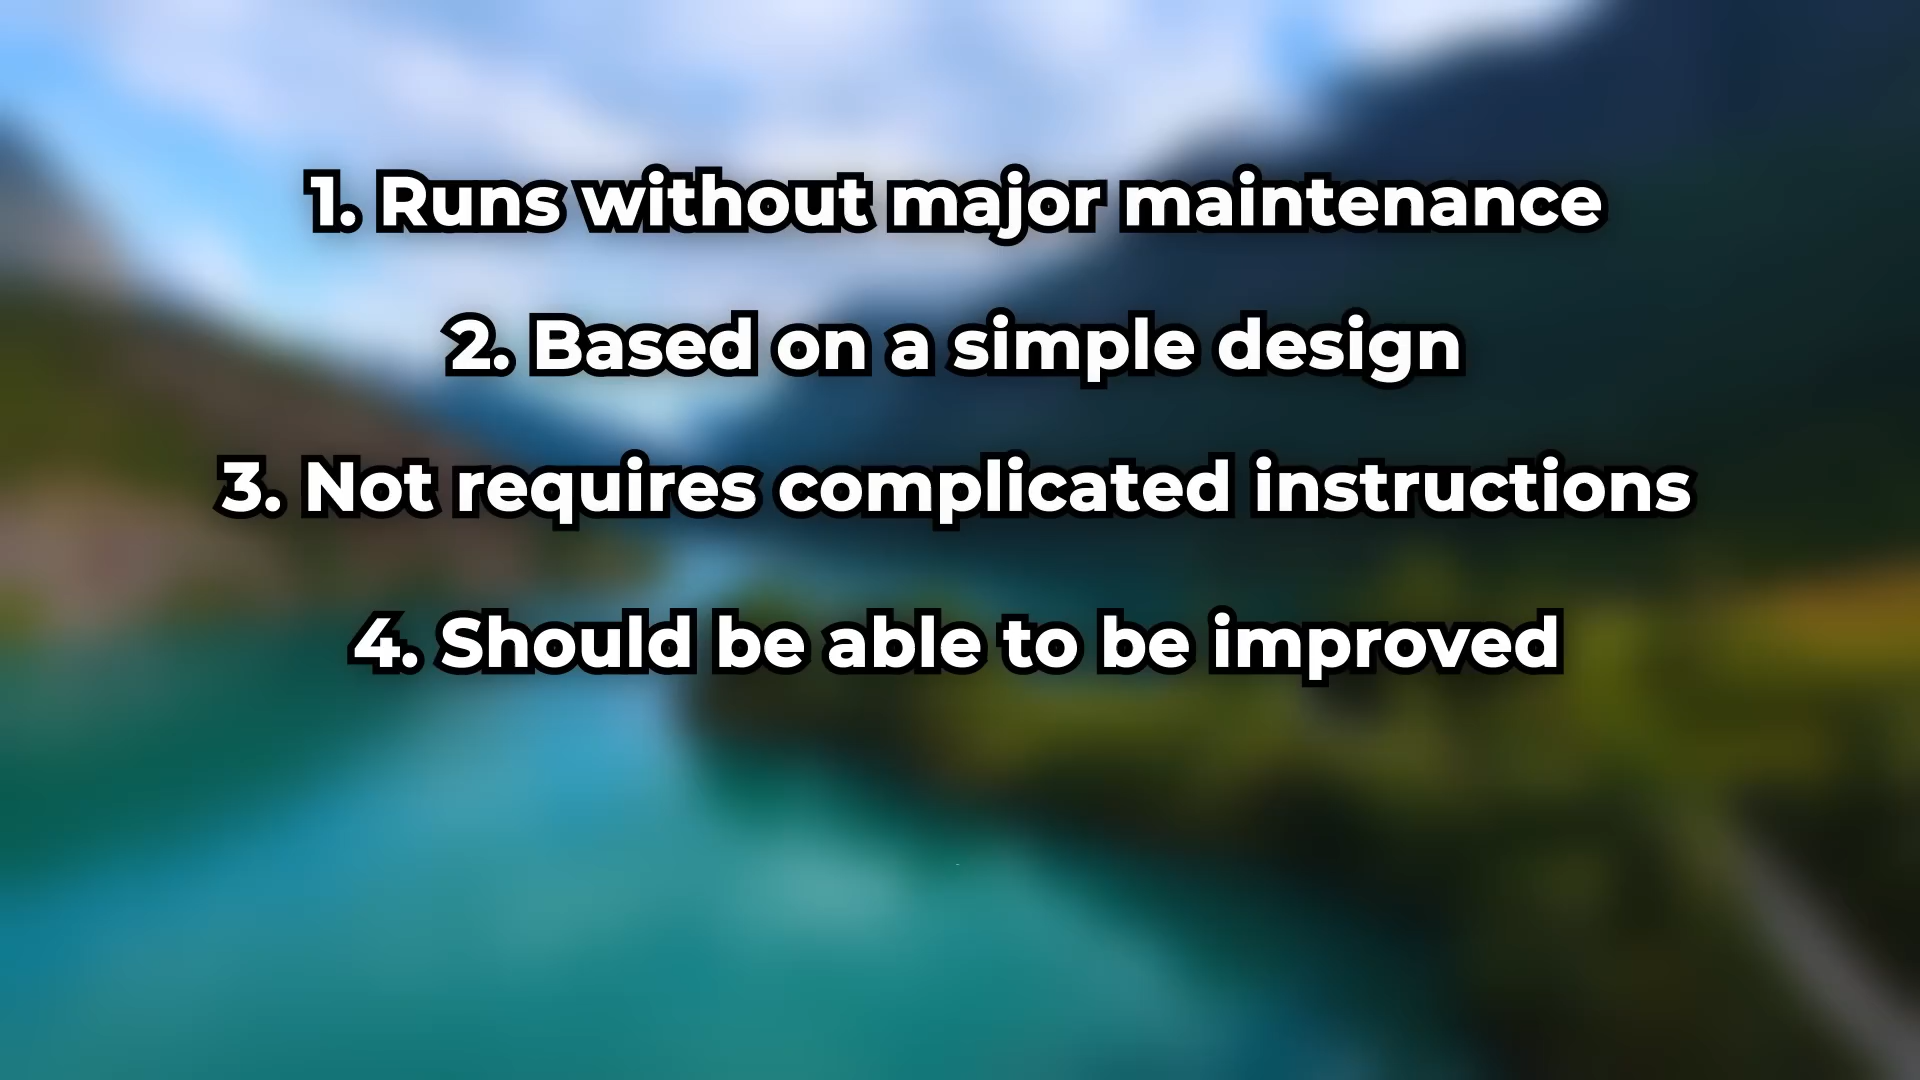 1. Runs without major maintenance
2. Based on a simple design
3. Not requires complicated instructions
4. Should be able to be improved